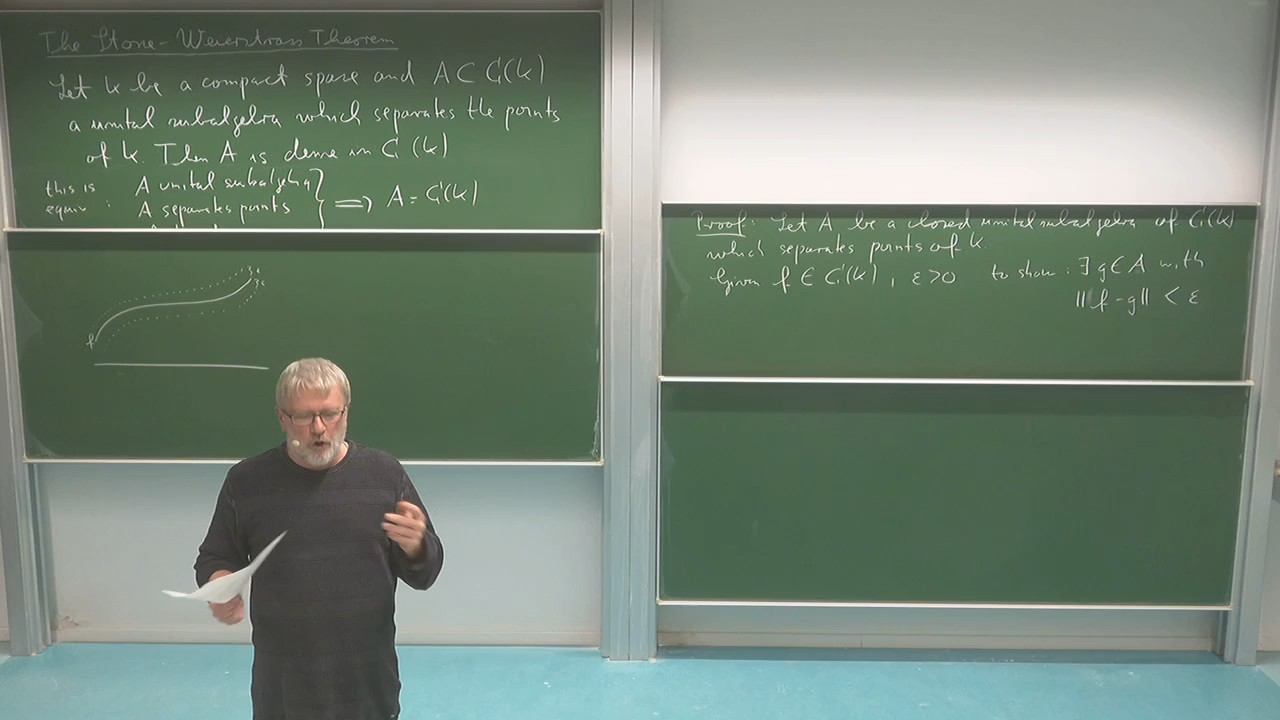 The Stone-Weierstrass Theorem
Let K be a compact space and A ⊂ C(K)
a unital subalgebra which separates the points
of K. Then A is dense in C(K)
this is equiv:
A unital subalgebra
A separates points
} ⟹ A = C(K)
f
}ε
}ε
Proof: Let A be a closed unital subalgebra of C(K)
which separates points of K.
Given f ∈ C(K), ε>0 to show: ∃ g ∈ A with
‖f-g‖ < ε